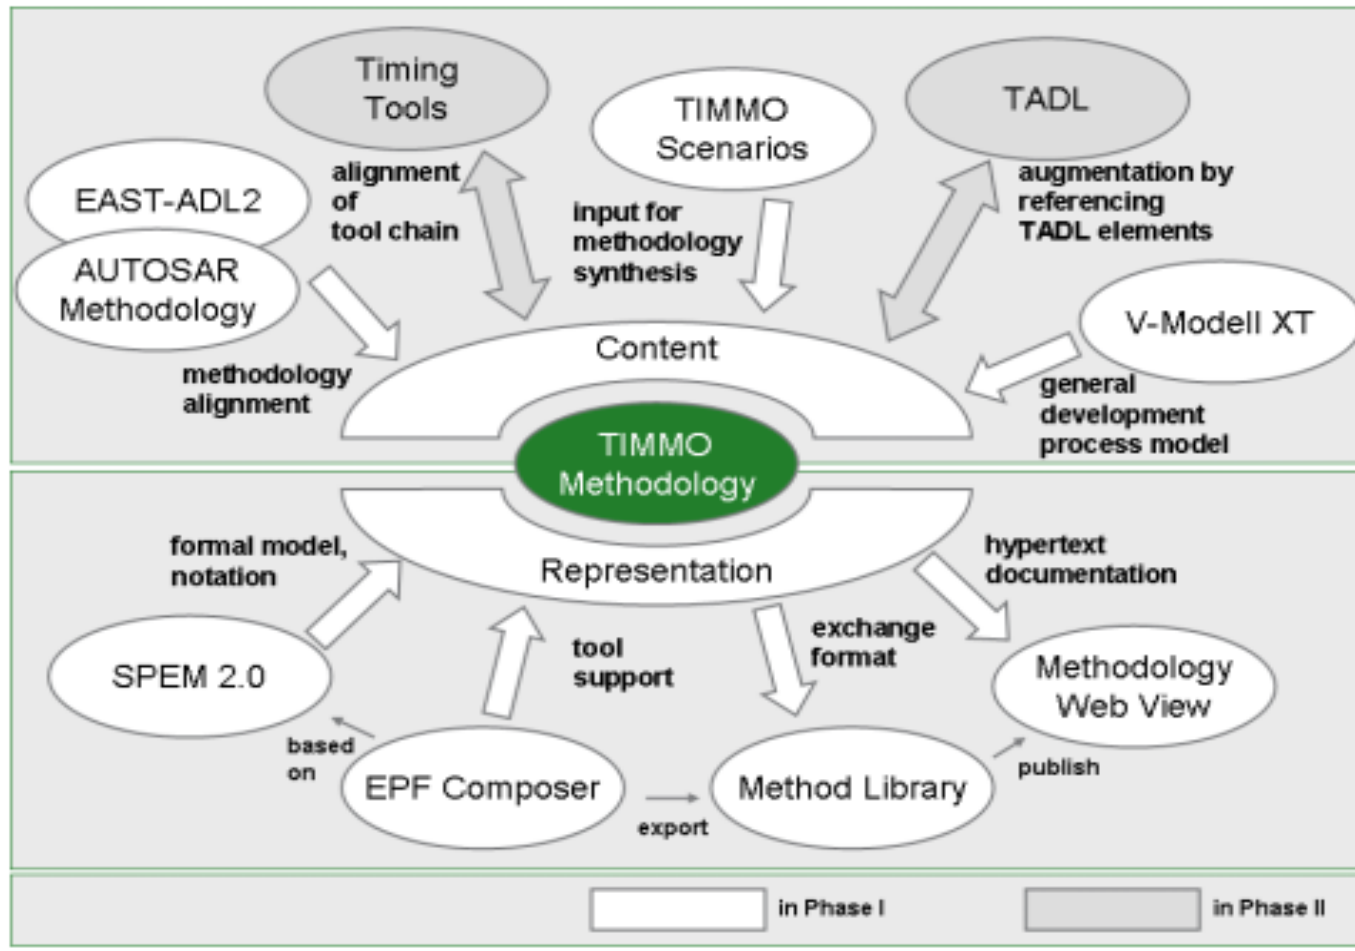 Timing
Tools
TIMMO
Scenarios
TADL
EAST-ADL2
AUTOSAR
Methodology
alignment
of
tool chain
input for
methodology
synthesis
augmentation by
referencing
TADL elements
V-Modell XT
methodology
alignment
Content
general
development
process model
TIMMO
Methodology
formal model,
notation
Representation
hypertext
documentation
SPEM 2.0
tool
support
exchange
format
Methodology
Web View
based
on
EPF Composer
export
Method Library
publish
in Phase I
in Phase II